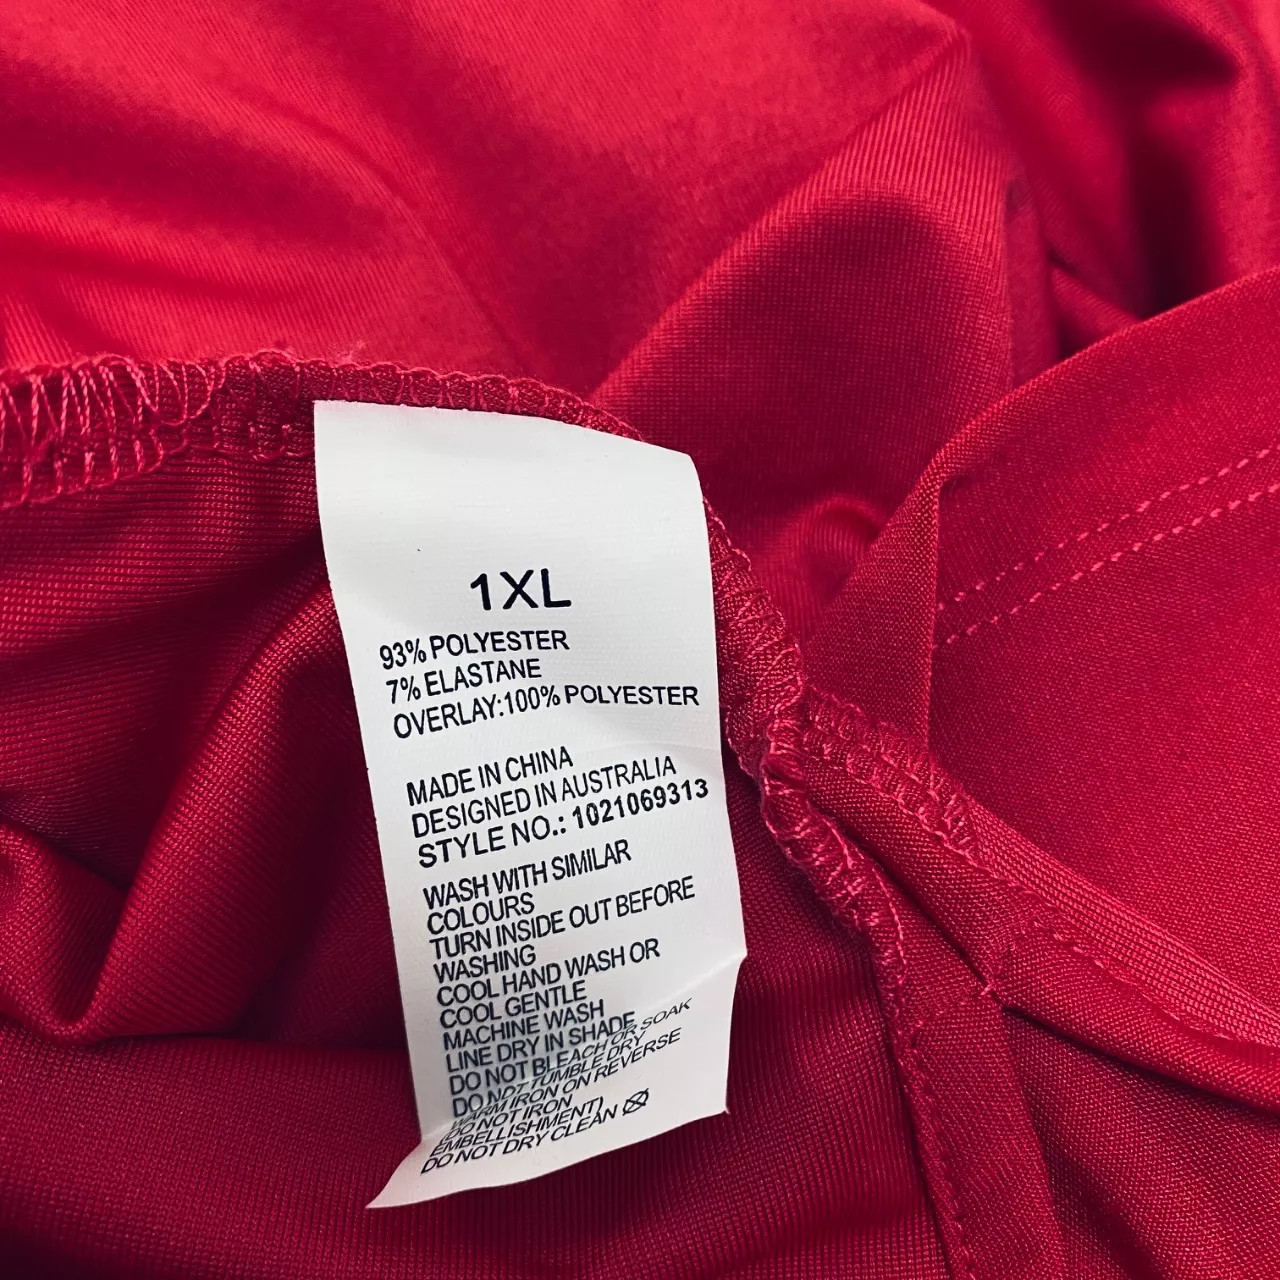 1XL
93% POLYESTER
7% ELASTANE
OVERLAY:100% POLYESTER
MADE IN CHINA
DESIGNED IN AUSTRALIA
STYLE NO.: 1021069313
WASH WITH SIMILAR
COLOURS
TURN INSIDE OUT BEFORE
WASHING
COOL HAND WASH OR
COOL GENTLE
MACHINE WASH
LINE DRY IN SHADE
DO NOT BLEACH OR SOAK
DO NOT TUMBLE DRY
WARM IRON ON REVERSE
(DO NOT IRON
EMBELLISHMENT)
DO NOT DRY CLEAN